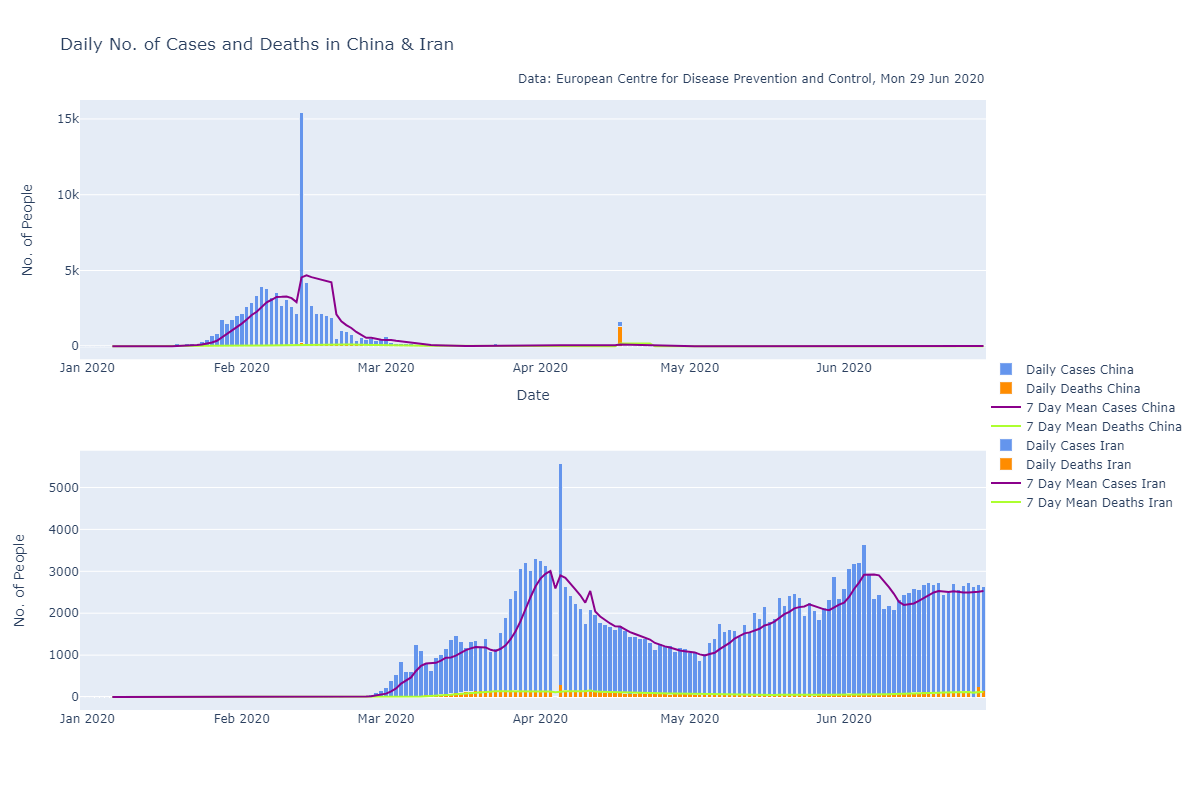 Daily No. of Cases and Deaths in China & Iran
Data: European Centre for Disease Prevention and Control, Mon 29 Jun 2020
15k
10k
5k
0
No. of People
Jan 2020
Feb 2020
Mar 2020
Apr 2020
May 2020
Jun 2020
Date
Daily Cases China
Daily Deaths China
7 Day Mean Cases China
7 Day Mean Deaths China
Daily Cases Iran
Daily Deaths Iran
7 Day Mean Cases Iran
7 Day Mean Deaths Iran
5000
4000
3000
2000
1000
0
No. of People
Jan 2020
Feb 2020
Mar 2020
Apr 2020
May 2020
Jun 2020